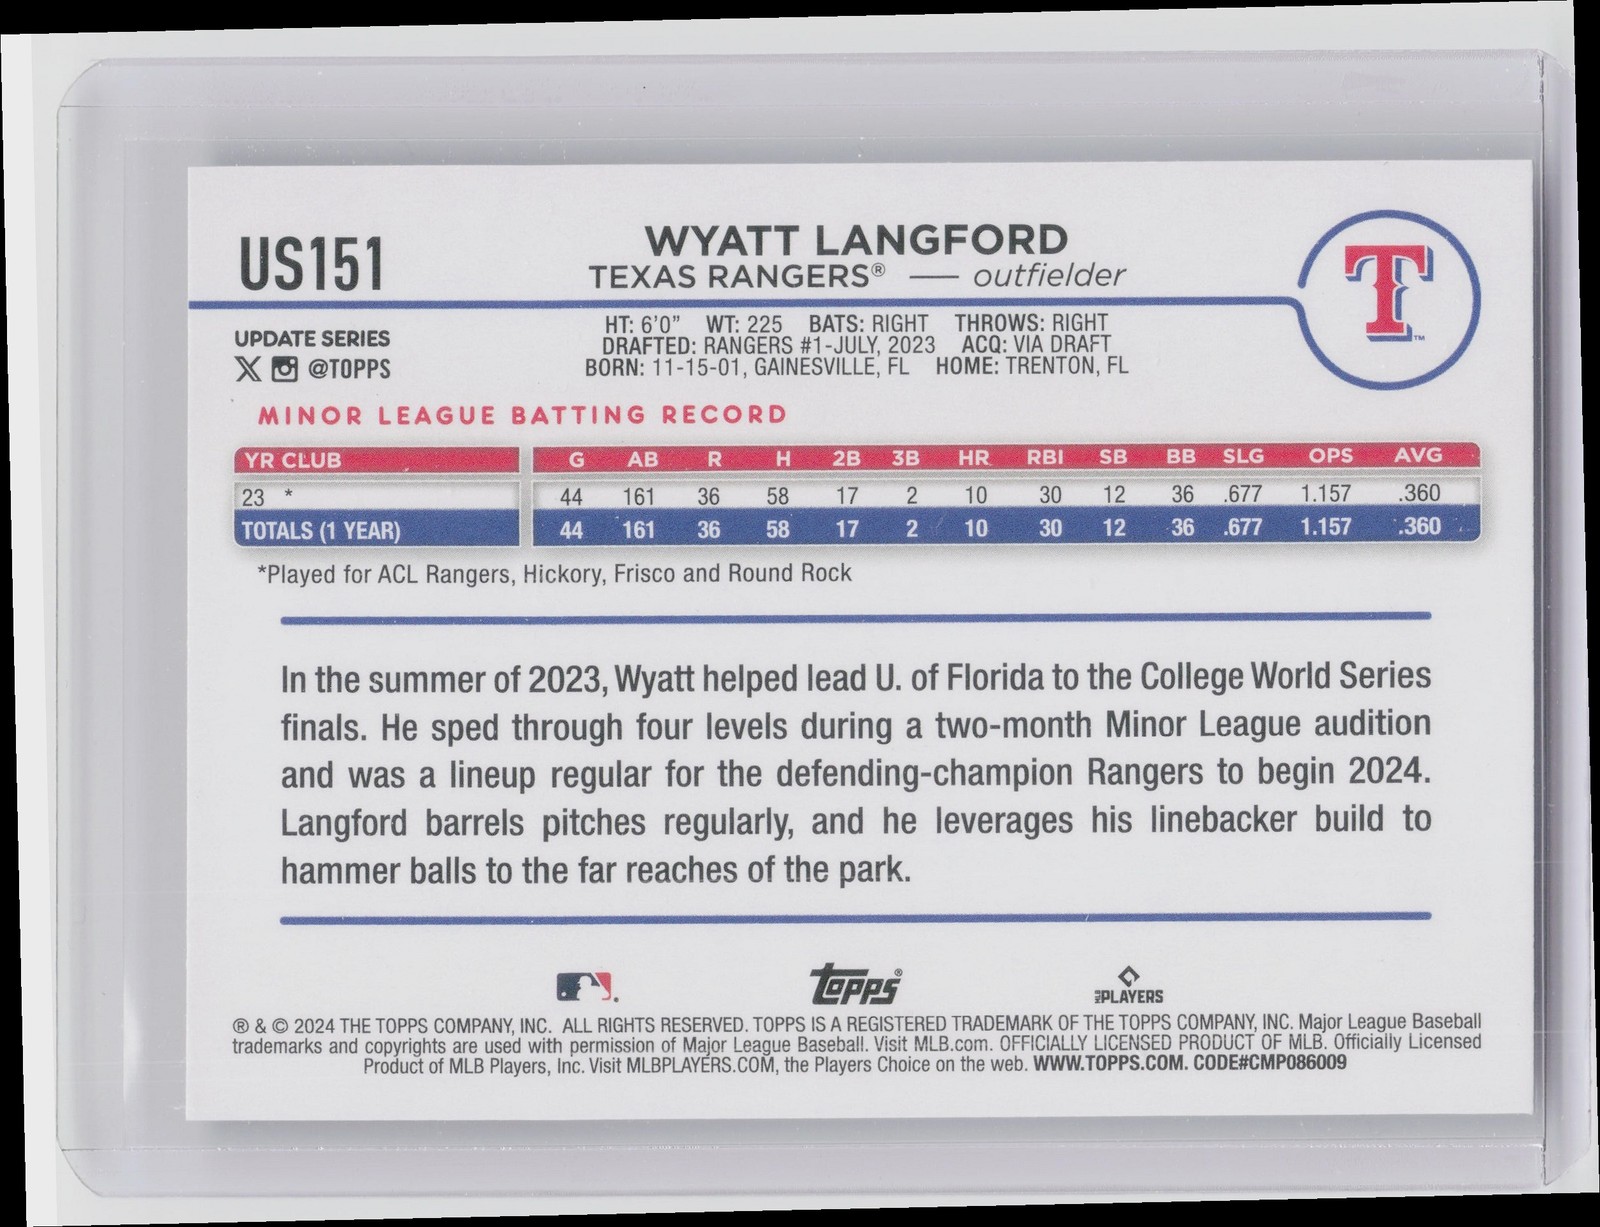 US151
WYATT LANGFORD
TEXAS RANGERS® — outfielder
T™
UPDATE SERIES
@TOPPS
HT: 6'0" WT: 225 BATS: RIGHT THROWS: RIGHT
DRAFTED: RANGERS #1-JULY, 2023 ACQ: VIA DRAFT
BORN: 11-15-01, GAINESVILLE, FL HOME: TRENTON, FL
MINOR LEAGUE BATTING RECORD
YR CLUB G AB R H 2B 3B HR RBI SB BB SLG OPS AVG
23 * 44 161 36 58 17 2 10 30 12 36 .677 1.157 .360
TOTALS (1 YEAR) 44 161 36 58 17 2 10 30 12 36 .677 1.157 .360
*Played for ACL Rangers, Hickory, Frisco and Round Rock
In the summer of 2023, Wyatt helped lead U. of Florida to the College World Series
finals. He sped through four levels during a two-month Minor League audition
and was a lineup regular for the defending-champion Rangers to begin 2024.
Langford barrels pitches regularly, and he leverages his linebacker build to
hammer balls to the far reaches of the park.
topps®
MLB PLAYERS
® & © 2024 THE TOPPS COMPANY, INC. ALL RIGHTS RESERVED. TOPPS IS A REGISTERED TRADEMARK OF THE TOPPS COMPANY, INC. Major League Baseball
trademarks and copyrights are used with permission of Major League Baseball. Visit MLB.com. OFFICIALLY LICENSED PRODUCT OF MLB. Officially Licensed
Product of MLB Players, Inc. Visit MLBPLAYERS.COM, the Players Choice on the web. WWW.TOPPS.COM. CODE#CMP086009